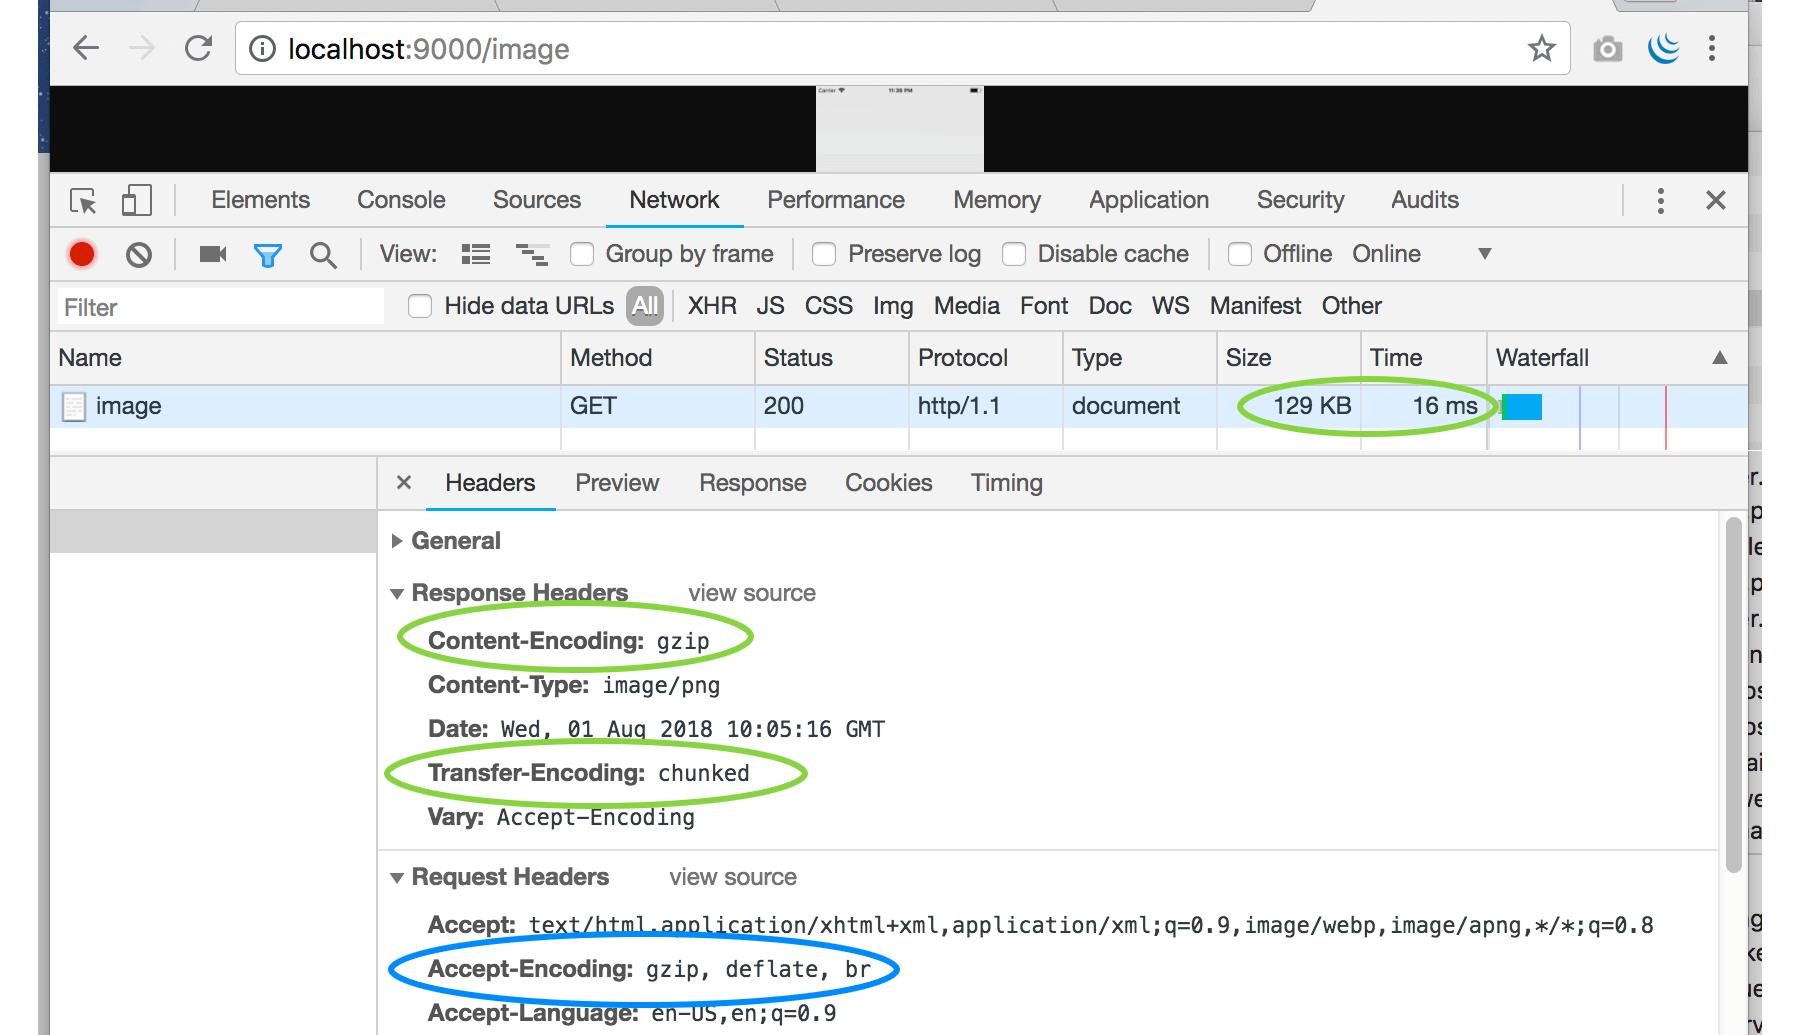 localhost:9000/image
Carrier 11:38 PM
Elements Console Sources Network Performance Memory Application Security Audits
View: Group by frame Preserve log Disable cache Offline Online
Filter Hide data URLs All XHR JS CSS Img Media Font Doc WS Manifest Other
Name Method Status Protocol Type Size Time Waterfall
image GET 200 http/1.1 document 129 KB 16 ms
× Headers Preview Response Cookies Timing
General
Response Headers view source
Content-Encoding: gzip
Content-Type: image/png
Date: Wed, 01 Aug 2018 10:05:16 GMT
Transfer-Encoding: chunked
Vary: Accept-Encoding
Request Headers view source
Accept: text/html,application/xhtml+xml,application/xml;q=0.9,image/webp,image/apng,*/*;q=0.8
Accept-Encoding: gzip, deflate, br
Accept-Language: en-US,en;q=0.9